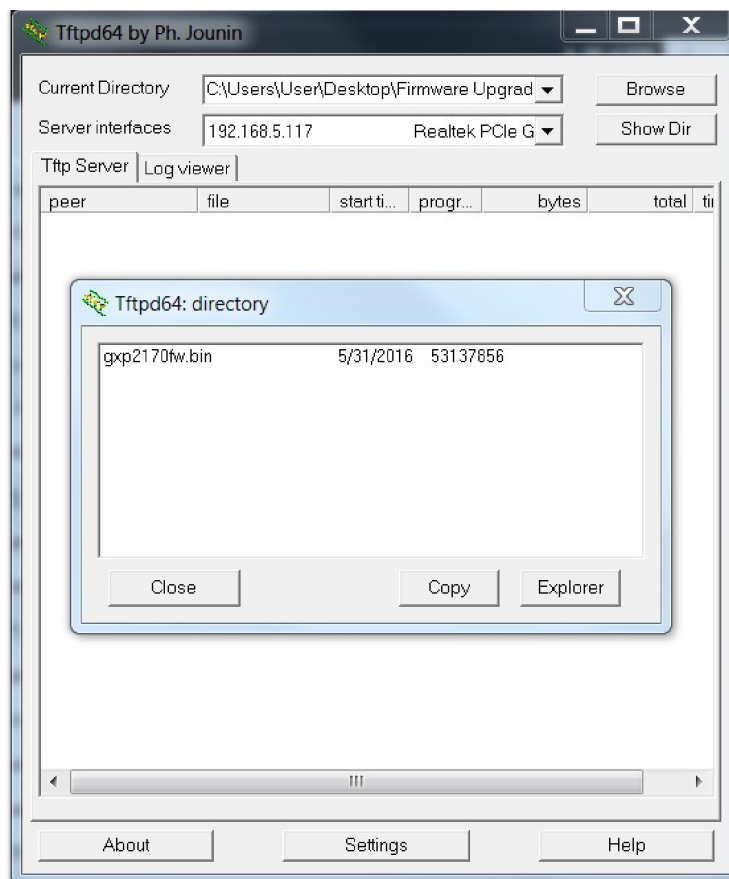 Tftpd64 by Ph. Jounin
Current Directory C:\Users\User\Desktop\Firmware Upgrad Browse
Server interfaces 192.168.5.117 Realtek PCIe G Show Dir
Tftp Server Log viewer
peer file start ti... progr... bytes total
Tftpd64: directory
gxp2170fw.bin 5/31/2016 53137856
Close Copy Explorer
About Settings Help